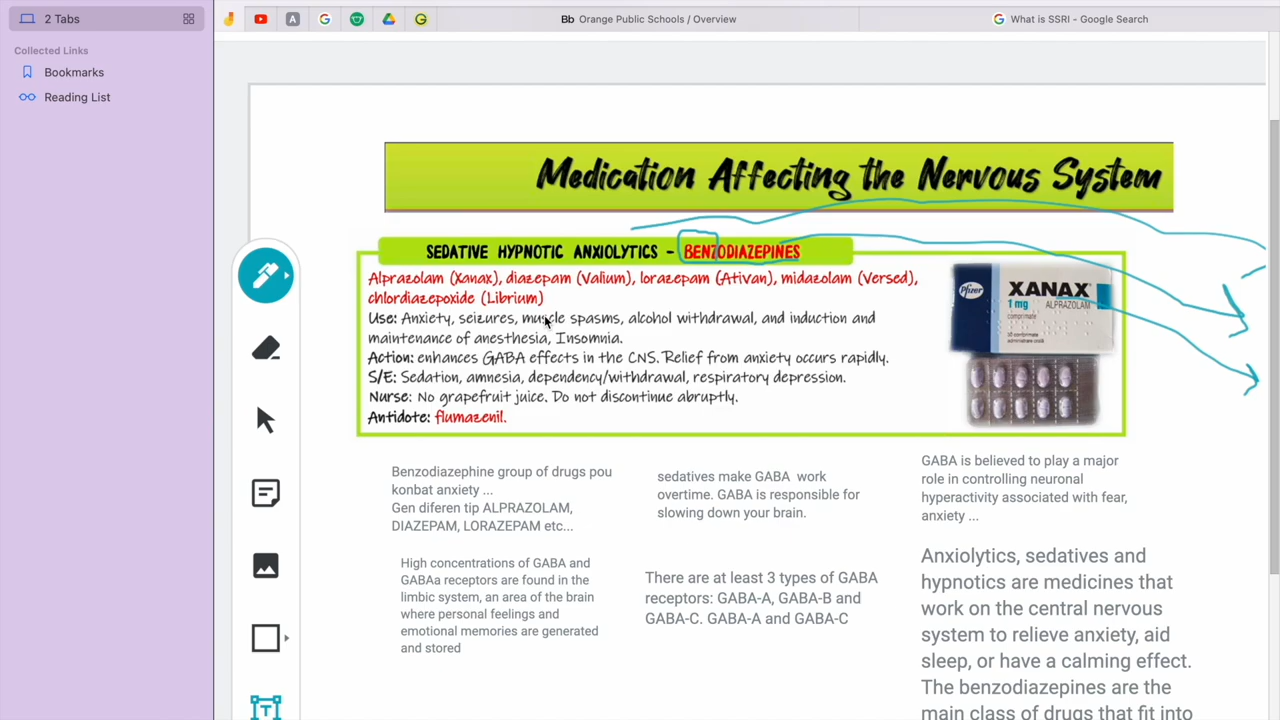 2 Tabs
Collected Links
Bookmarks
Reading List
A
G
Bb Orange Public Schools / Overview
G What is SSRI - Google Search
Medication Affecting the Nervous System
SEDATIVE HYPNOTIC ANXIOLYTICS - BENZODIAZEPINES
Alprazolam (Xanax), diazepam (Valium), lorazepam (Ativan), midazolam (Versed),
chlordiazepoxide (Librium)
Use: Anxiety, seizures, muscle spasms, alcohol withdrawal, and induction and
maintenance of anesthesia, Insomnia.
Action: enhances GABA effects in the CNS. Relief from anxiety occurs rapidly.
S/E: Sedation, amnesia, dependency/withdrawal, respiratory depression.
Nurse: No grapefruit juice. Do not discontinue abruptly.
Antidote: flumazenil.
Pfizer
XANAX
1 mg
ALPRAZOLAM
Benzodiazephine group of drugs pou
konbat anxiety ...
Gen diferen tip ALPRAZOLAM,
DIAZEPAM, LORAZEPAM etc...
sedatives make GABA work
overtime. GABA is responsible for
slowing down your brain.
GABA is believed to play a major
role in controlling neuronal
hyperactivity associated with fear,
anxiety ...
High concentrations of GABA and
GABAa receptors are found in the
limbic system, an area of the brain
where personal feelings and
emotional memories are generated
and stored
There are at least 3 types of GABA
receptors: GABA-A, GABA-B and
GABA-C. GABA-A and GABA-C
Anxiolytics, sedatives and
hypnotics are medicines that
work on the central nervous
system to relieve anxiety, aid
sleep, or have a calming effect.
The benzodiazepines are the
main class of drugs that fit into